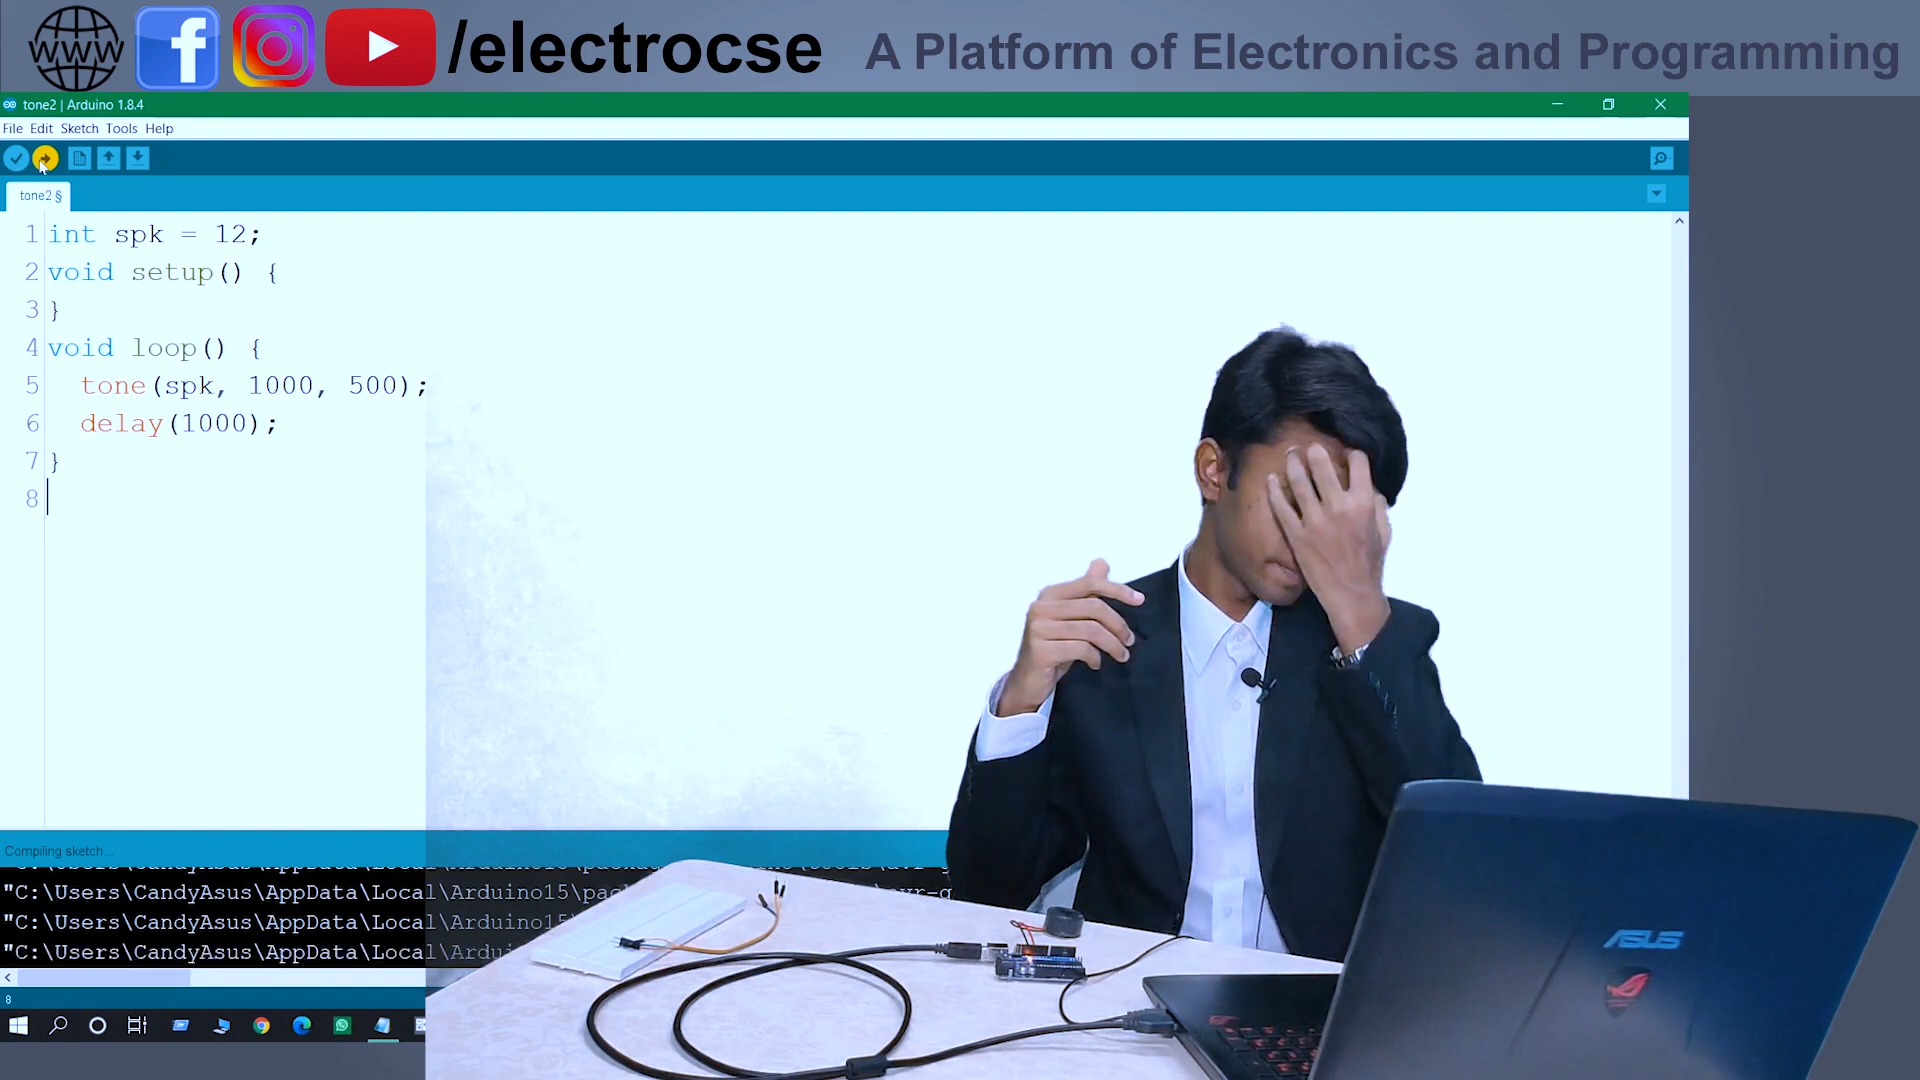 WWW f /electrocse A Platform of Electronics and Programming
tone2 | Arduino 1.8.4
File Edit Sketch Tools Help
tone2 §
1 int spk = 12;
2 void setup() {
3 }
4 void loop() {
5 tone(spk, 1000, 500);
6 delay(1000);
7 }
8
Compiling sketch...
"C:\Users\CandyAsus\AppData\Local\Arduino15\pac
"C:\Users\CandyAsus\AppData\Local\Arduino15
"C:\Users\CandyAsus\AppData\Local\Ardui
8
ASUS